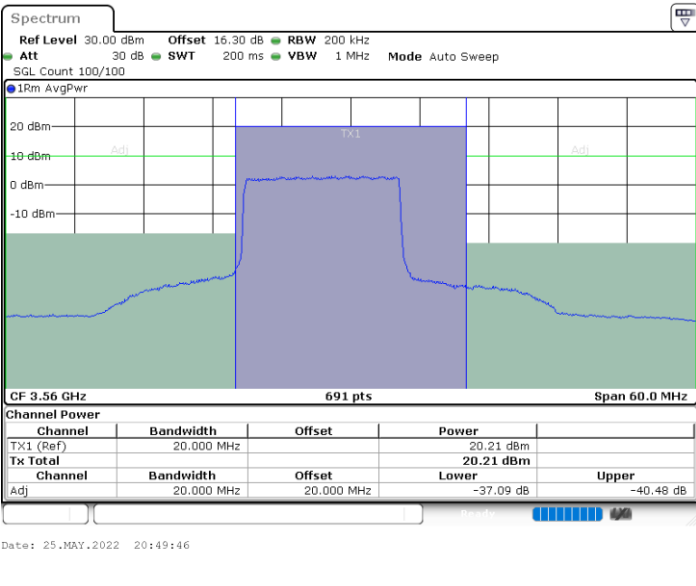 Spectrum
Ref Level 30.00 dBm Offset 16.30 dB RBW 200 kHz
Att 30 dB SWT 200 ms VBW 1 MHz Mode Auto Sweep
SGL Count 100/100
1Rm AvgPwr
20 dBm
TX1
10 dBm Adj Adj
0 dBm
-10 dBm
CF 3.56 GHz 691 pts Span 60.0 MHz
Channel Power
Channel Bandwidth Offset Power
TX1 (Ref) 20.000 MHz 20.21 dBm
Tx Total 20.21 dBm
Channel Bandwidth Offset Lower Upper
Adj 20.000 MHz 20.000 MHz -37.09 dB -40.48 dB
Ready
Date: 25.MAY.2022 20:49:46